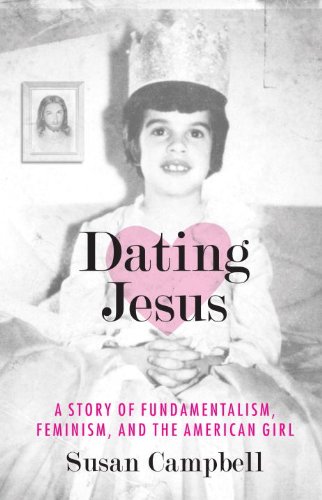 Dating
Jesus
A STORY OF FUNDAMENTALISM,
FEMINISM, AND THE AMERICAN GIRL
Susan Campbell